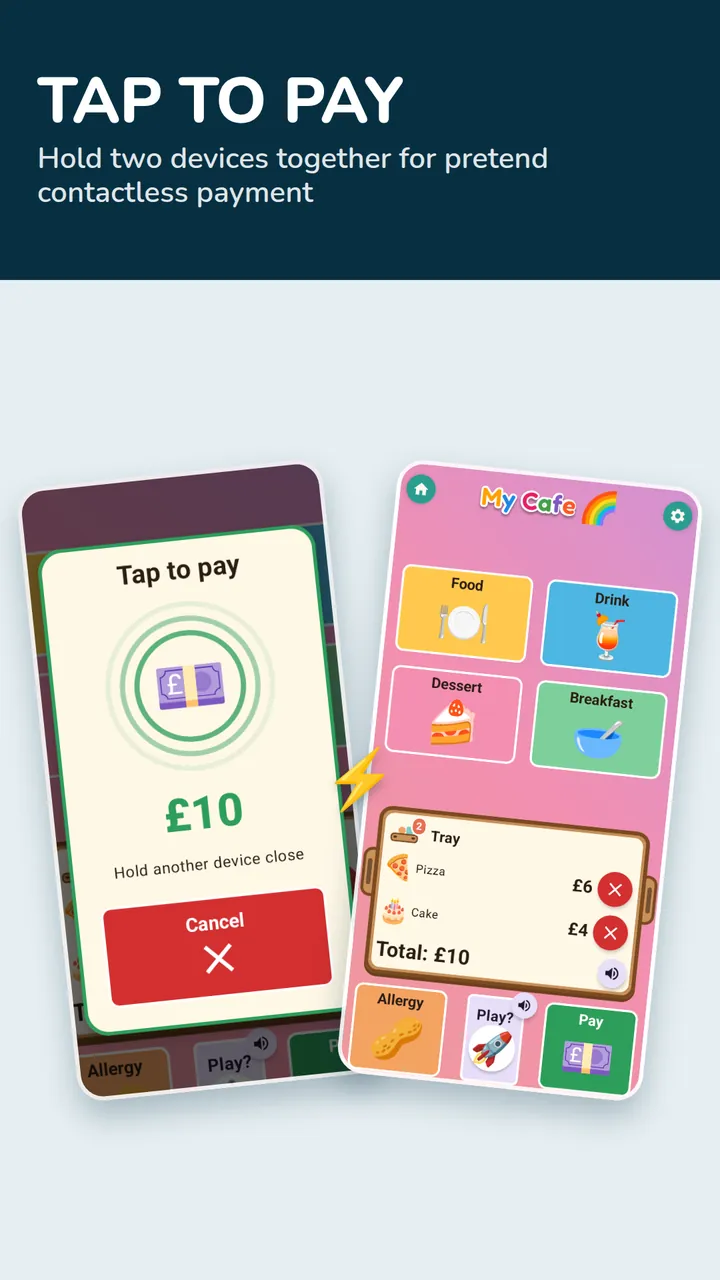 TAP TO PAY
Hold two devices together for pretend
contactless payment
Tap to pay
£
£10
Hold another device close
Cancel
T
Allergy
Play?
P
My Cafe
Food
Drink
Dessert
Breakfast
2
Tray
Pizza
£6
Cake
£4
Total: £10
Allergy
Play?
Pay
£